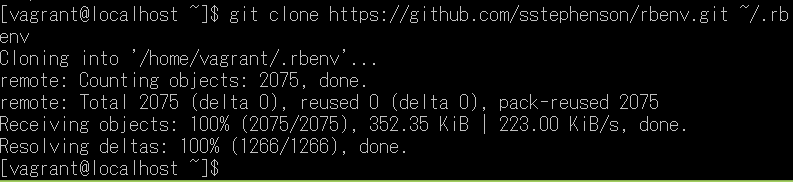 [vagrant@localhost ~]$ git clone https://github.com/sstephenson/rbenv.git ~/.rb
env
Cloning into '/home/vagrant/.rbenv'...
remote: Counting objects: 2075, done.
remote: Total 2075 (delta 0), reused 0 (delta 0), pack-reused 2075
Receiving objects: 100% (2075/2075), 352.35 KiB | 223.00 KiB/s, done.
Resolving deltas: 100% (1266/1266), done.
[vagrant@localhost ~]$